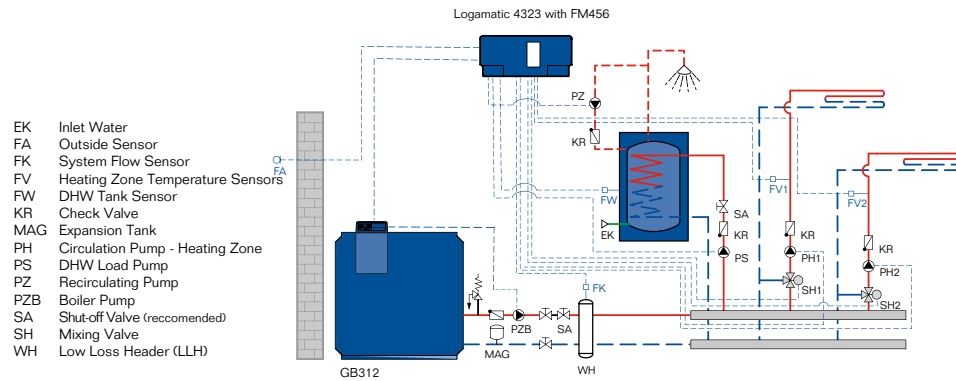 Logamatic 4323 with FM456
EK Inlet Water
FA Outside Sensor
FK System Flow Sensor
FV Heating Zone Temperature Sensors
FW DHW Tank Sensor
KR Check Valve
MAG Expansion Tank
PH Circulation Pump - Heating Zone
PS DHW Load Pump
PZ Recirculating Pump
PZB Boiler Pump
SA Shut-off Valve (reccomended)
SH Mixing Valve
WH Low Loss Header (LLH)
FA
PZ
KR
FW
EK
SA
KR
PS
FV1
FV2
KR
PH1
SH1
KR
PH2
SH2
FK
PZB
SA
MAG
WH
GB312